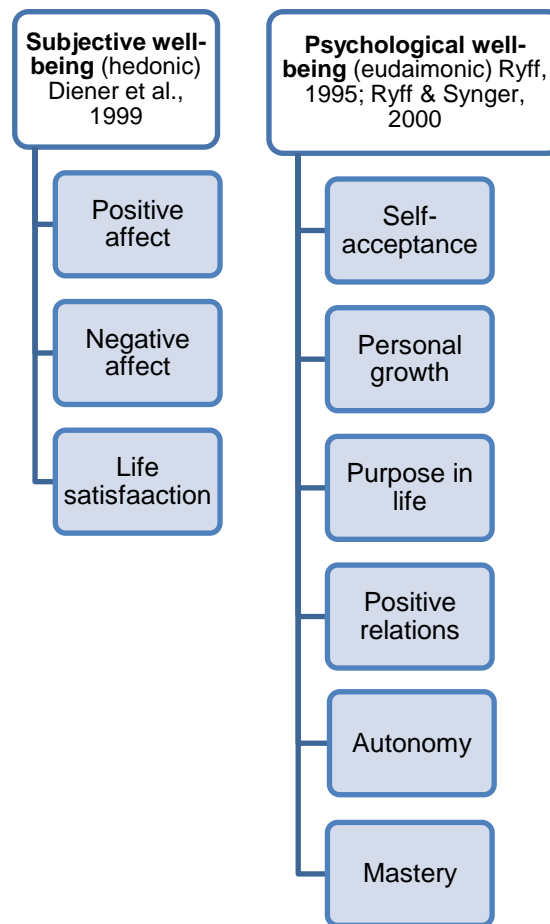 Subjective well-
being (hedonic)
Diener et al.,
1999
Positive
affect
Negative
affect
Life
satisfaaction
Psychological well-
being (eudaimonic) Ryff,
1995; Ryff & Synger,
2000
Self-
acceptance
Personal
growth
Purpose in
life
Positive
relations
Autonomy
Mastery